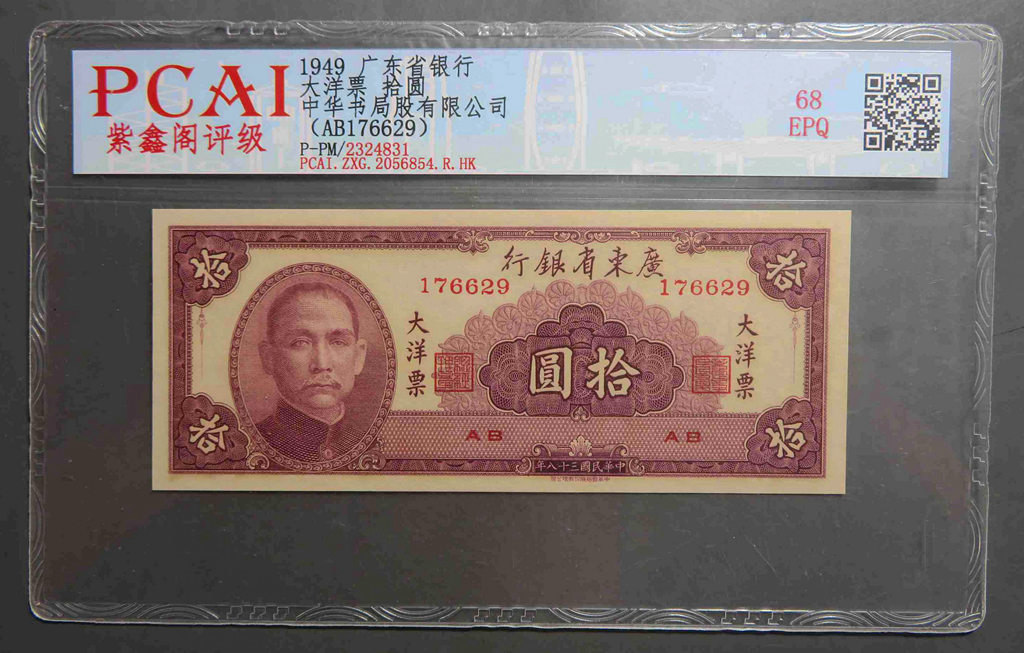 PCAI
紫鑫阁评级
1949 广东省银行
大洋票 拾圆
中华书局股有限公司
（AB176629）
P-PM/2324831
PCAI.ZXG.2056854.R.HK
68
EPQ
拾
拾
行銀省東廣
176629
176629
大洋票
大洋票
圓拾
AB
AB
拾
拾
年八十三國民華中